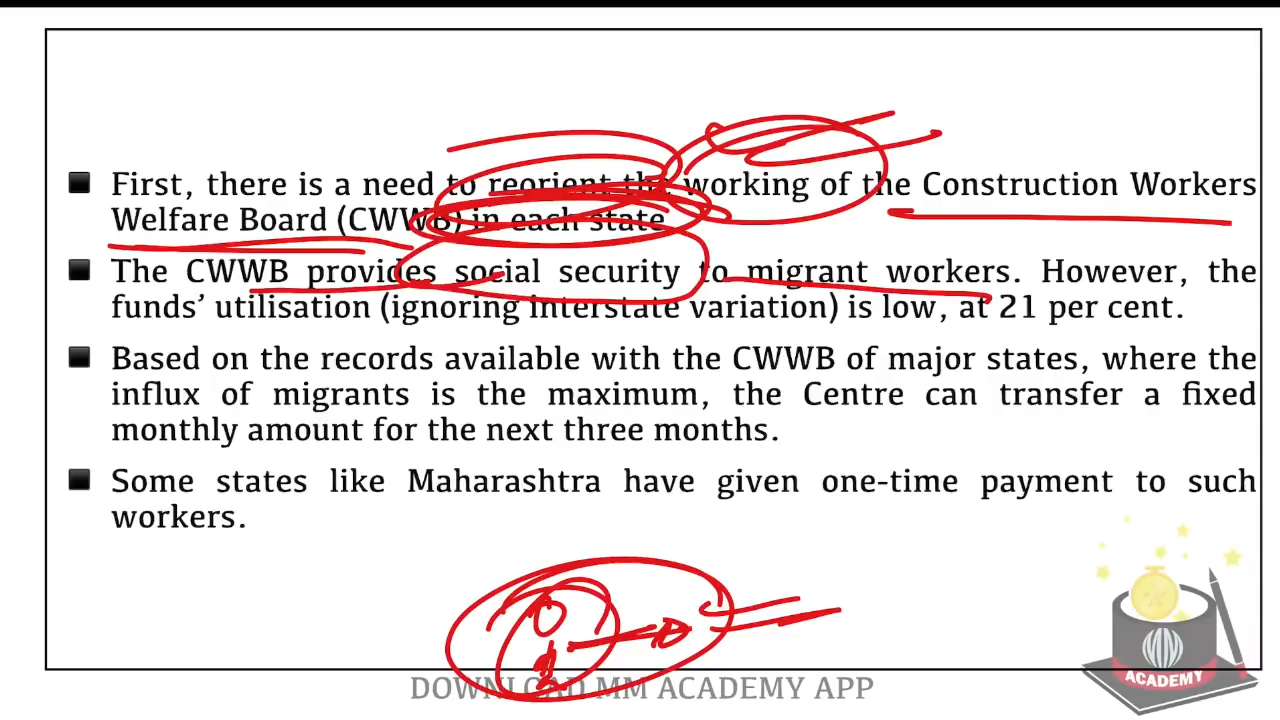 ■ First, there is a need to reorient the working of the Construction Workers
Welfare Board (CWWB) in each state.
■ The CWWB provides social security to migrant workers. However, the
funds’ utilisation (ignoring interstate variation) is low, at 21 per cent.
■ Based on the records available with the CWWB of major states, where the
influx of migrants is the maximum, the Centre can transfer a fixed
monthly amount for the next three months.
■ Some states like Maharashtra have given one-time payment to such
workers.
DOWNLOAD MM ACADEMY APP
ACADEMY